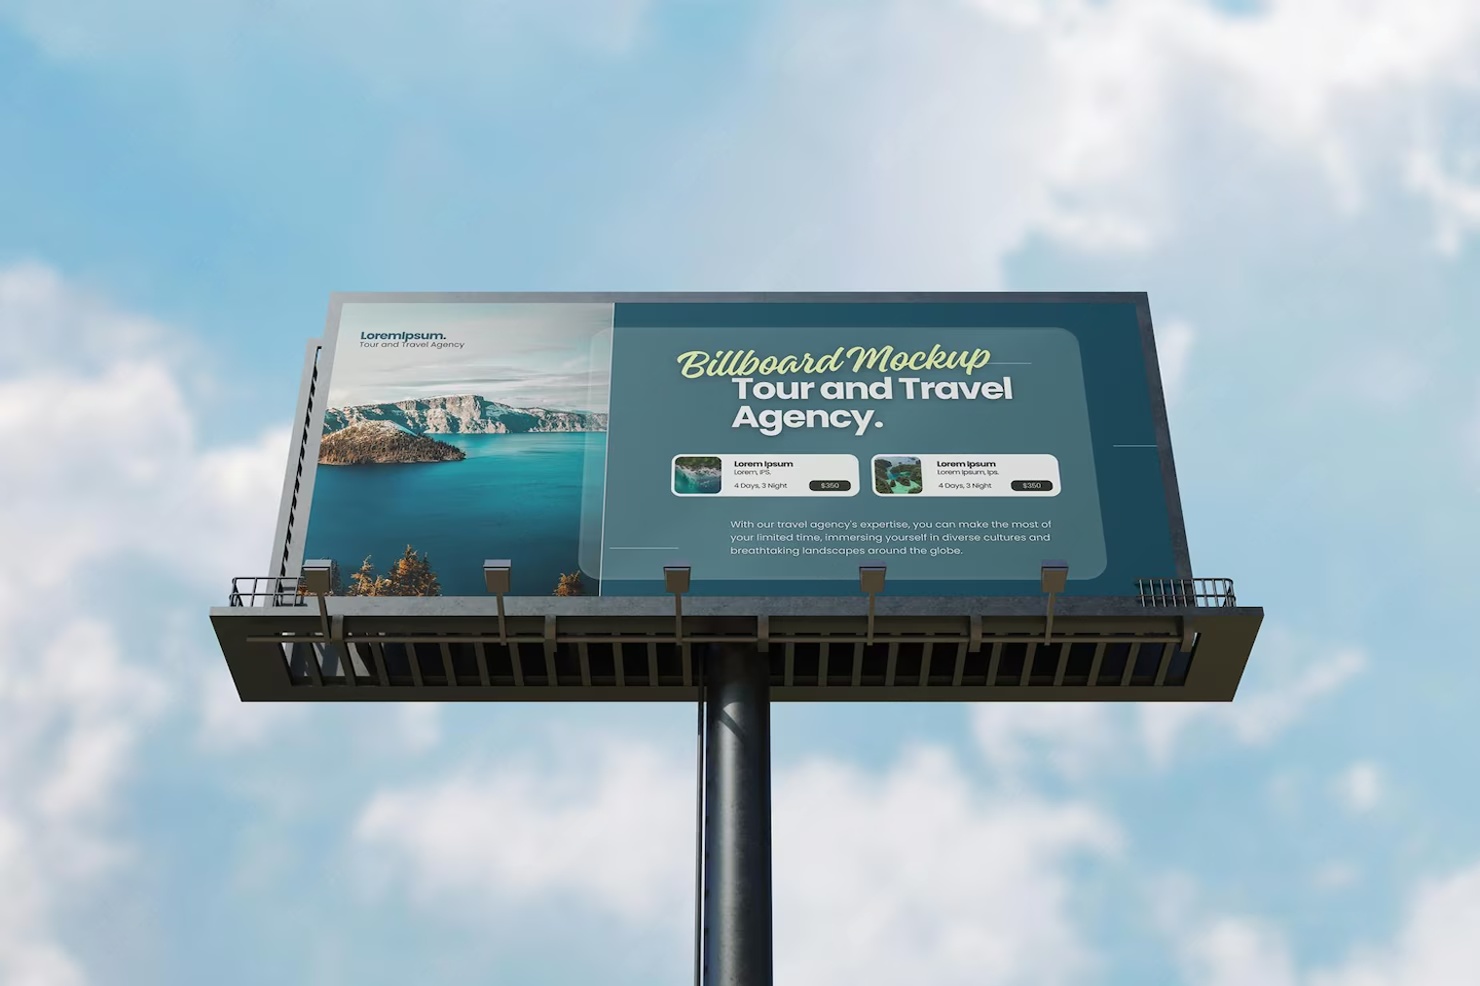 LoremIpsum.
Tour and Travel Agency
Billboard Mockup
Tour and Travel
Agency.
Lorem Ipsum
Lorem, IPS.
4 Days, 3 Night
$350
Lorem Ipsum
Lorem Ipsum, Ips.
4 Days, 3 Night
$350
With our travel agency's expertise, you can make the most of
your limited time, immersing yourself in diverse cultures and
breathtaking landscapes around the globe.